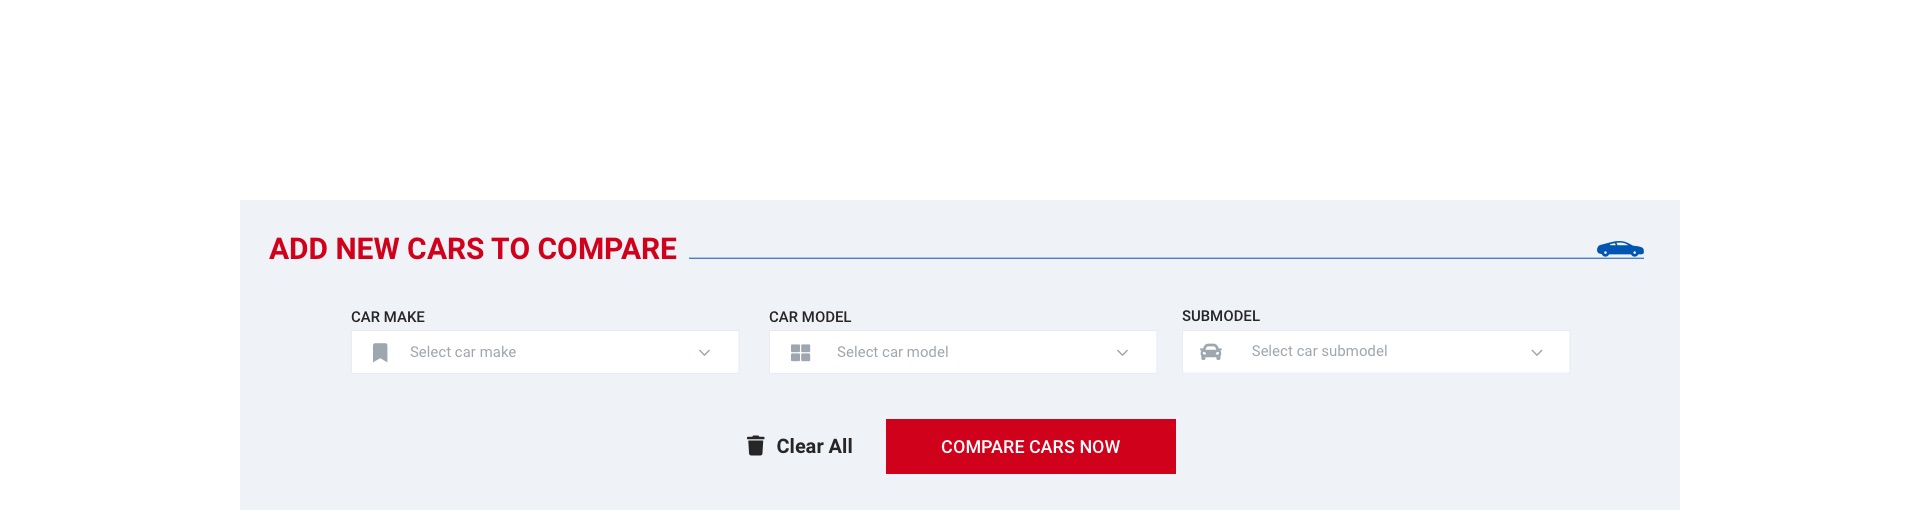 ADD NEW CARS TO COMPARE
CAR MAKE
Select car make
CAR MODEL
Select car model
SUBMODEL
Select car submodel
Clear All
COMPARE CARS NOW